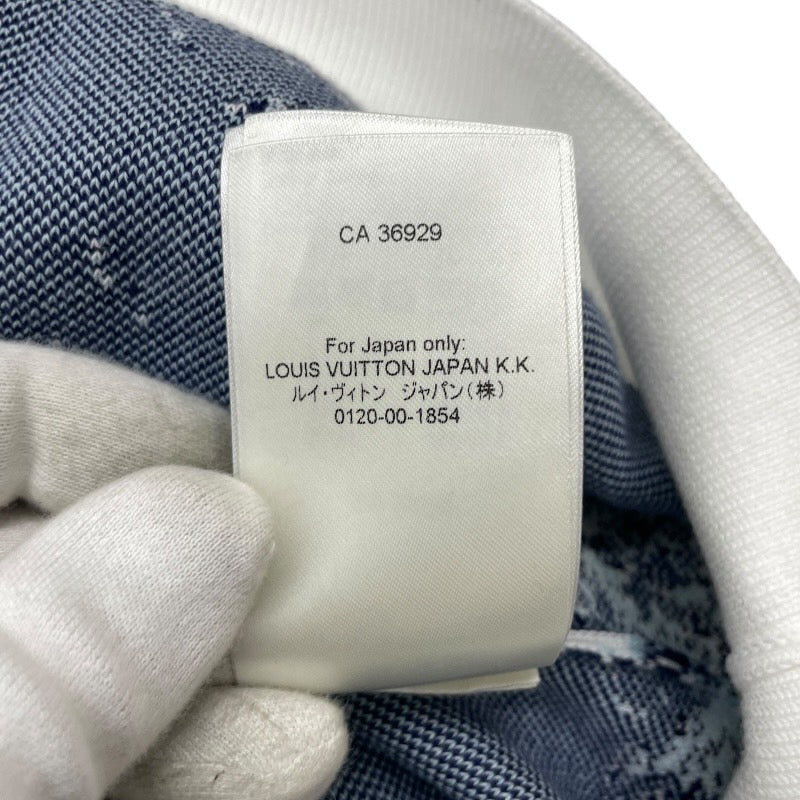 CA 36929
For Japan only:
LOUIS VUITTON JAPAN K.K.
ルイ・ヴィトン ジャパン(株)
0120-00-1854